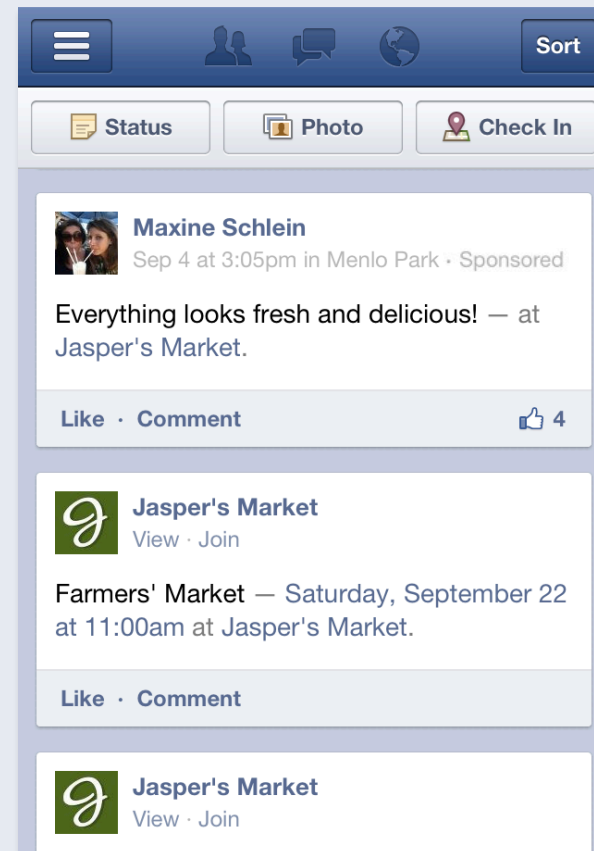 Sort
Status
Photo
Check In
Maxine Schlein
Sep 4 at 3:05pm in Menlo Park · Sponsored
Everything looks fresh and delicious! — at
Jasper's Market.
Like · Comment
4
Jasper's Market
View · Join
Farmers' Market — Saturday, September 22
at 11:00am at Jasper's Market.
Like · Comment
Jasper's Market
View · Join